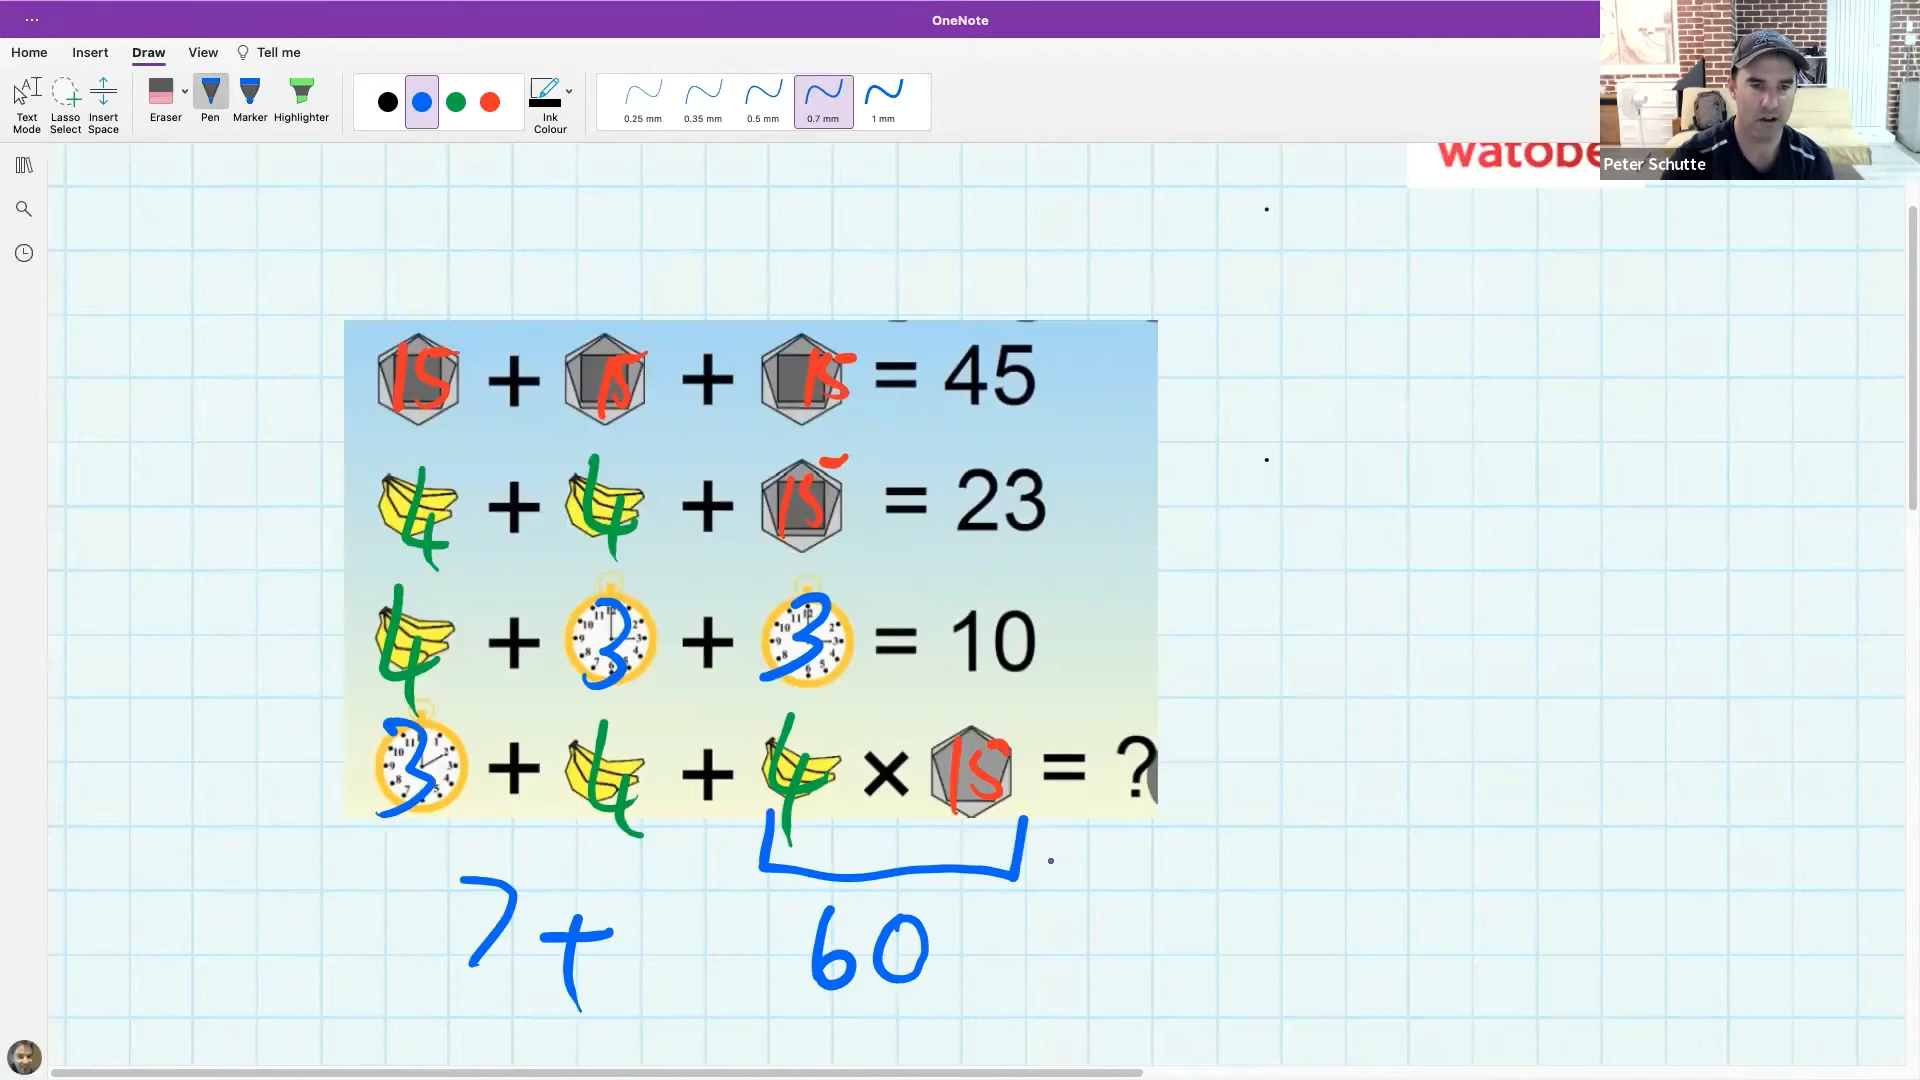 OneNote
Home Insert Draw View Tell me
Text Mode
Lasso Select
Insert Space
Eraser
Pen
Marker
Highlighter
Ink Colour
0.25 mm
0.35 mm
0.5 mm
0.7 mm
1 mm
watobe
Peter Schutte
15 + 15 + 15 = 45
4 + 4 + 15 = 23
4 + 3 + 3 = 10
3 + 4 + 4 × 15 = ?
7 + 60